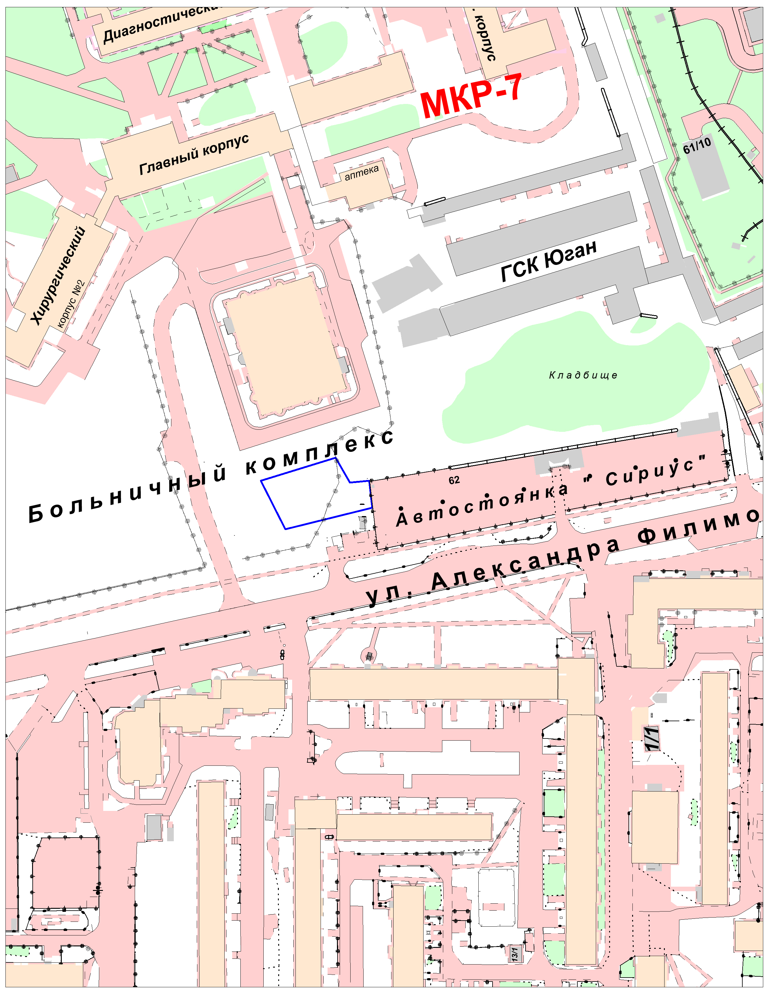 Диагностический
. корпус
МКР-7
Главный корпус
61/10
аптека
Хирургический
корпус №2
ГСК Юган
Кладбище
Больничный комплекс
62
Автостоянка " Сириус"
ул. Александра Филимо
1/1
13/1